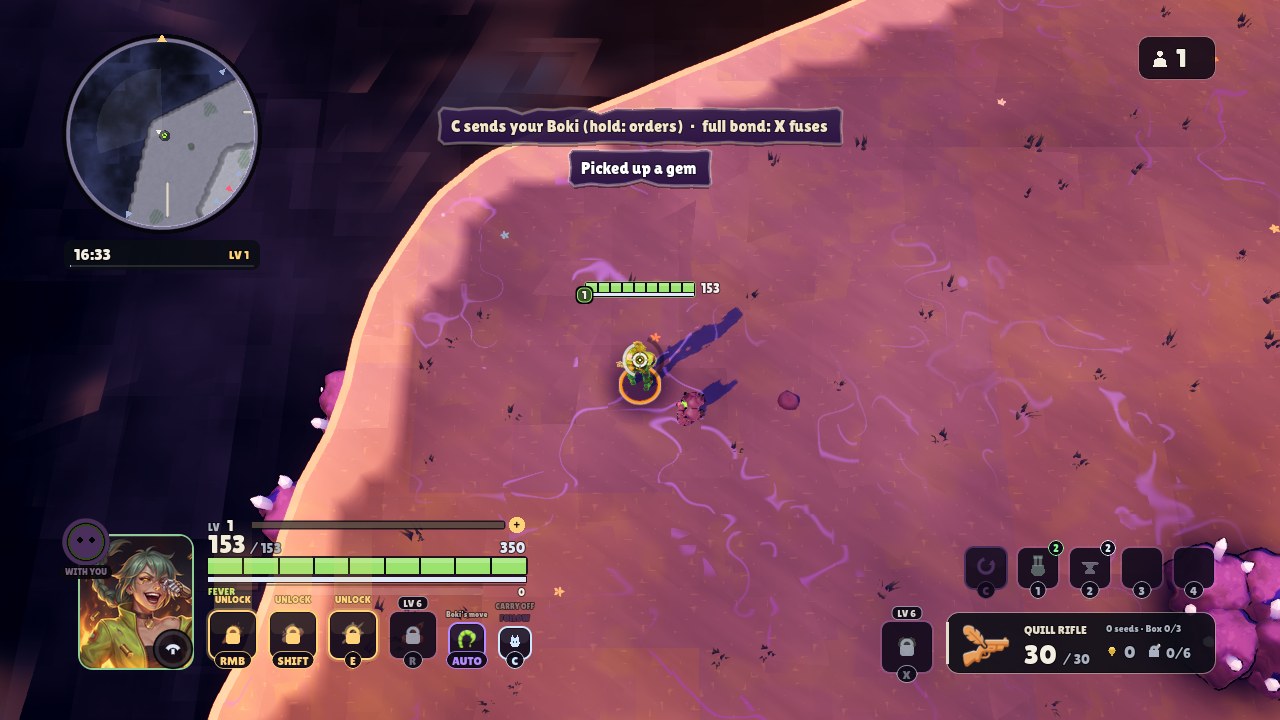 1
C sends your Boki (hold: orders) · full bond: X fuses
Picked up a gem
16:33
LV 1
1
153
WITH YOU
LV 1
153 / 153
350
FEVER
0
UNLOCK
UNLOCK
UNLOCK
LV 6
Boki's move
CARRY OFF
RMB
SHIFT
E
R
AUTO
C
2
2
C
1
2
3
4
LV 6
X
QUILL RIFLE
0 seeds · Box 0/3
30 / 30
0
0/6